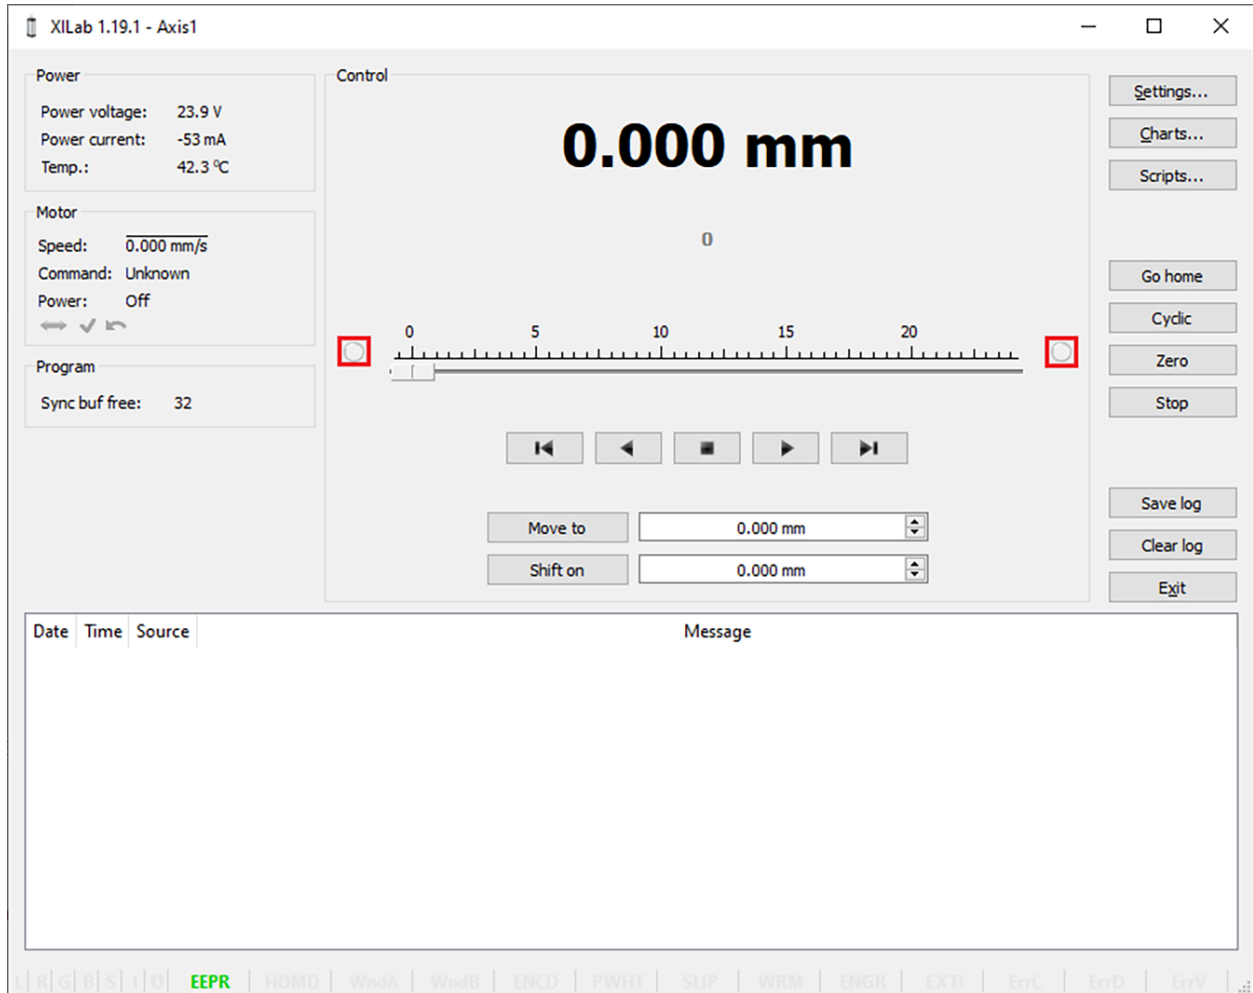 XILab 1.19.1 - Axis1
Power
Power voltage: 23.9 V
Power current: -53 mA
Temp.: 42.3 ⁰C
Motor
Speed: 0.000 mm/s
Command: Unknown
Power: Off
Program
Sync buf free: 32
Control
0.000 mm
0
0 5 10 15 20
Move to 0.000 mm
Shift on 0.000 mm
Settings...
Charts...
Scripts...
Go home
Cyclic
Zero
Stop
Save log
Clear log
Exit
Date Time Source Message
L R G B S I O EEPR HOMD WndA WndB ENCD PWHT SLIP WRM ENGR EXTi ErrC ErrD ErrV